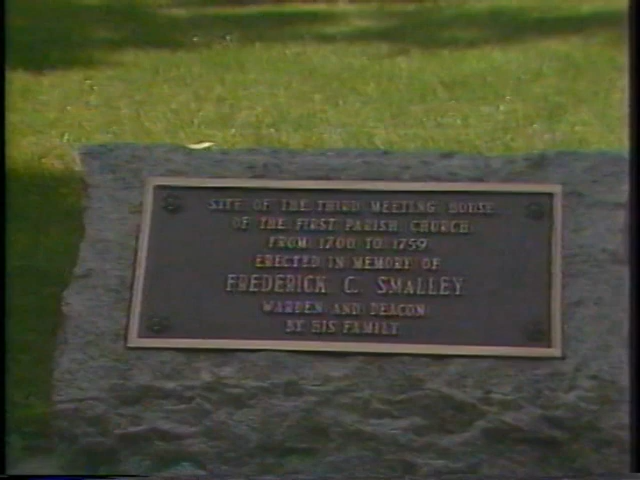 SITE OF THE THIRD MEETING HOUSE
OF THE FIRST PARISH CHURCH
FROM 1700 TO 1759
ERECTED IN MEMORY OF
FREDERICK C. SMALLEY
WARDEN AND DEACON
BY HIS FAMILY